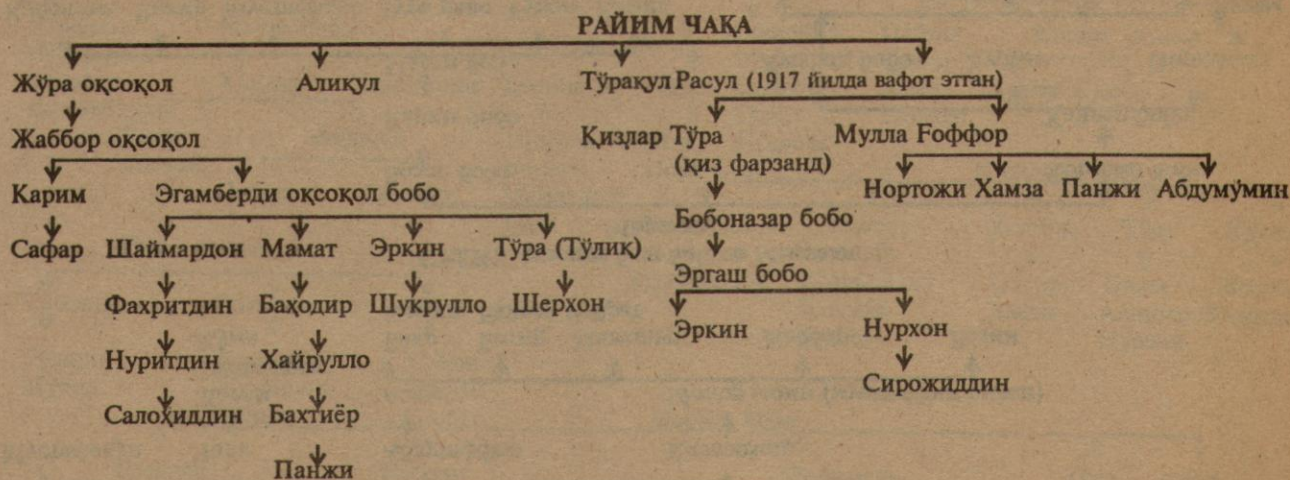 РАЙИМ ЧАҚА
Жўра оқсоқол Алиқул Тўрақул Расул (1917 йилда вафот этган)
Жаббор оқсоқол Қизлар Тўра Мулла Ғоффор
(қиз фарзанд)
Карим Эгамберди оқсоқол бобо Нортожи Хамза Панжи Абдумўмин
Бобоназар бобо
Сафар Шаймардон Мамат Эркин Тўра (Тўлиқ)
Эргаш бобо
Фахритдин Баҳодир Шукрулло Шерхон
Эркин Нурхон
Нуритдин Хайрулло
Сирожиддин
Салоҳиддин Бахтиёр
Панжи